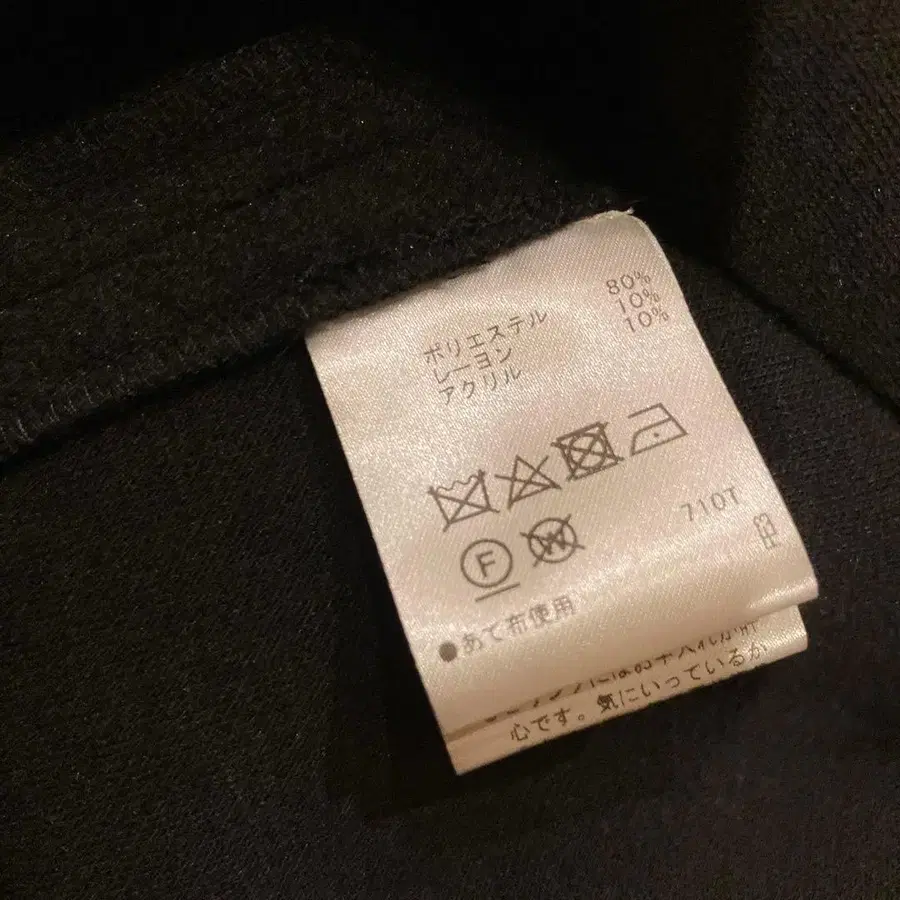 ポリエステル 80%
レーヨン 10%
アクリル 10%
710T
F W
●あて布使用
心です。気にいっているか